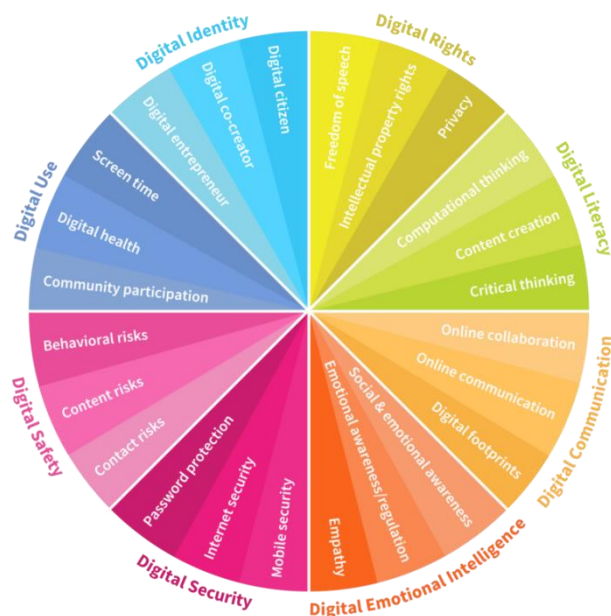 Digital Identity
Digital entrepreneur
Digital co-creator
Digital citizen
Digital Rights
Freedom of speech
Intellectual property rights
Privacy
Digital Literacy
Computational thinking
Content creation
Critical thinking
Digital Communication
Online collaboration
Online communication
Digital footprints
Digital Emotional Intelligence
Social & emotional awareness
Emotional awareness/regulation
Empathy
Digital Security
Mobile security
Internet security
Password protection
Digital Safety
Contact risks
Content risks
Behavioral risks
Digital Use
Community participation
Digital health
Screen time